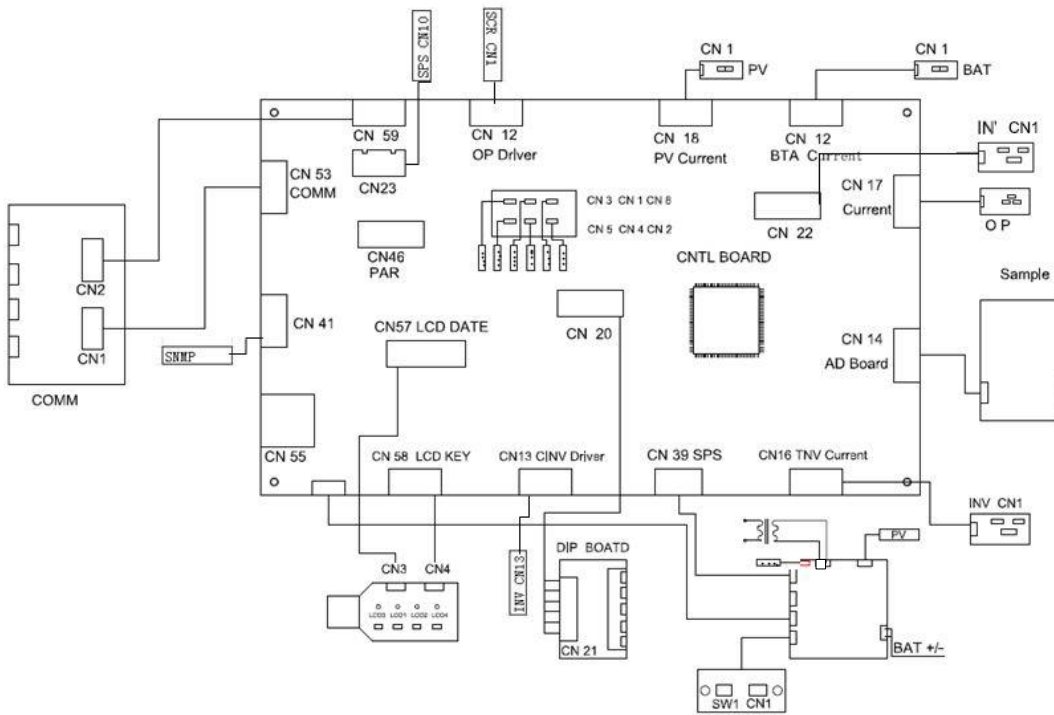 SPS CN10
SCR CN1
CN 1
PV
CN 1
BAT
CN 59
CN 12
OP Driver
CN 18
PV Current
CN 12
BTA Current
IN' CN1
CN23
CN 53
COMM
CN 3 CN 1 CN 8
CN 17
Current
CN 5 CN 4 CN 2
CN 22
O P
CN46
PAR
CNTL BOARD
Sample
CN2
CN 41
CN57 LCD DATE
CN 20
CN 14
AD Board
CN1
SNMP
COMM
CN 55
CN 58 LCD KEY
CN13 CINV Driver
CN 39 SPS
CN16 TNV Current
INV CN1
PV
DIP BOATD
CN3
CN4
INV CN13
LCD3 LCD1 LCD2 LCD4
CN 21
BAT +/-
SW1 CN1